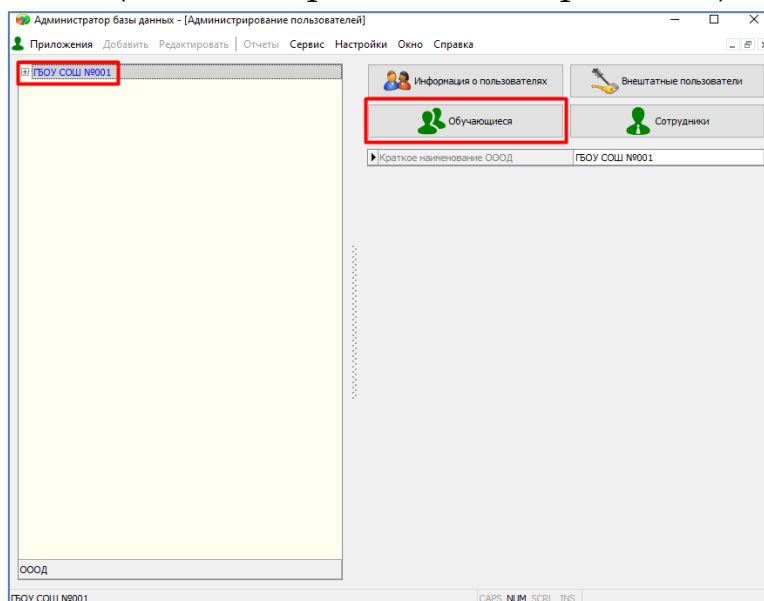 Администратор базы данных - [Администрирование пользователей]
Приложения Добавить Редактировать Отчеты Сервис Настройки Окно Справка
ГБОУ СОШ №001
Информация о пользователях Внештатные пользователи
Обучающиеся Сотрудники
Краткое наименование ОООД ГБОУ СОШ №001
ОООД
ГБОУ СОШ №001 CAPS NUM SCRL INS